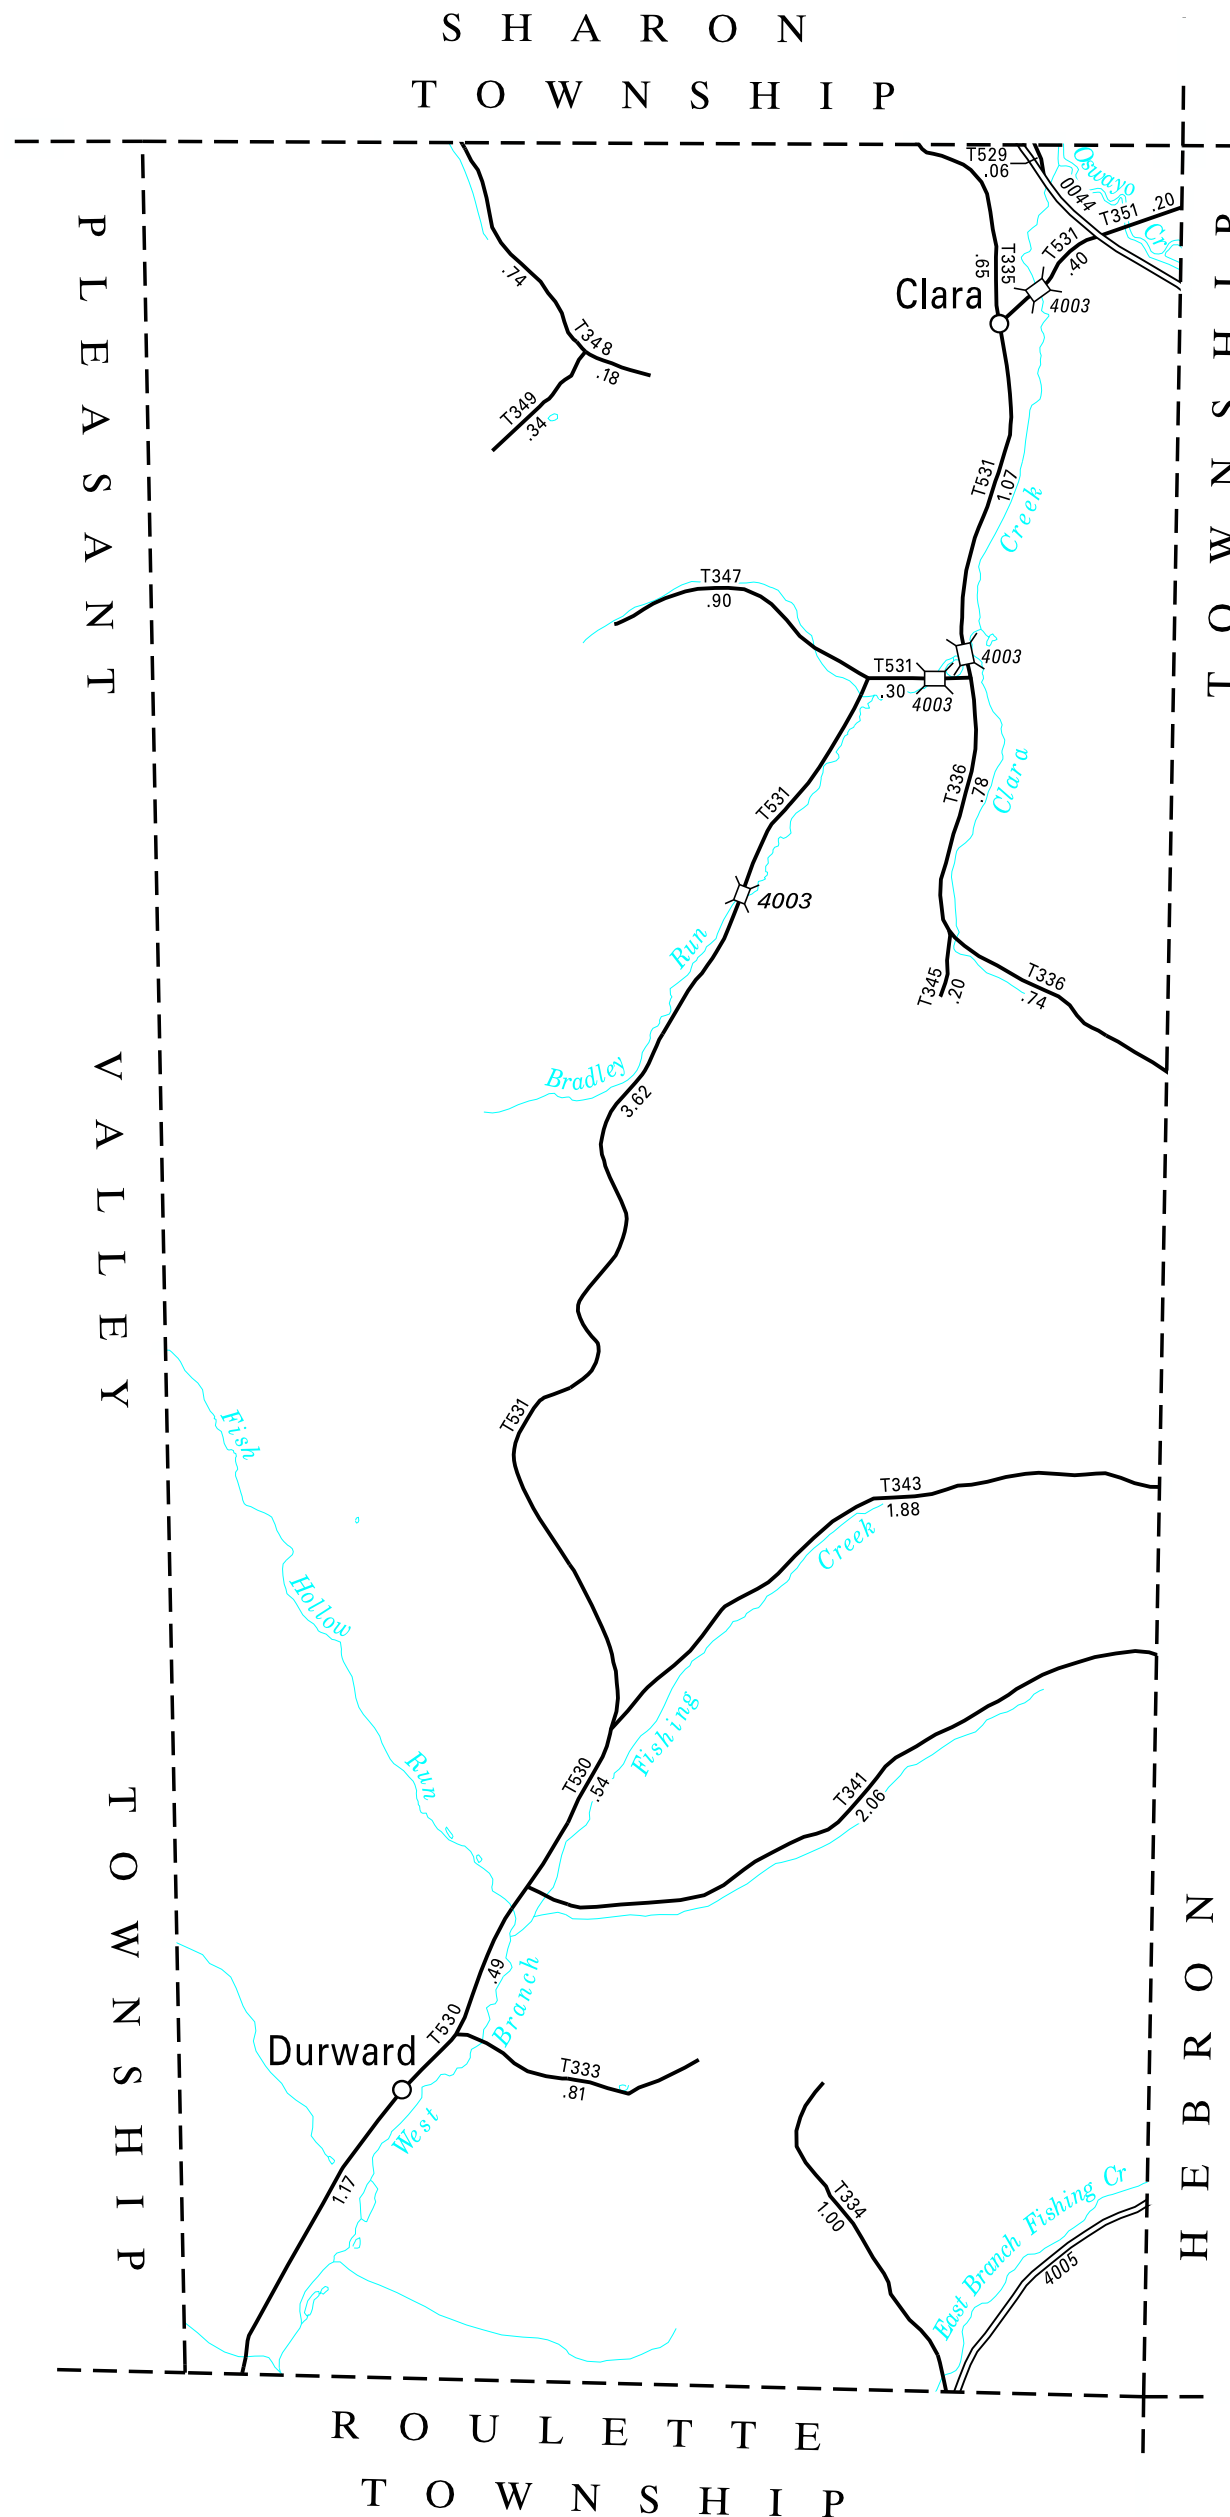 SHARON
TOWNSHIP
PLEASANT
VALLEY
TOWNSHIP
HEBRON
TOWNSHIP
ROULETTE
TOWNSHIP
T529
.06
Oswayo
Cr
0044
T351
.20
T531
.40
T335
.65
Clara
4003
.74
T348
.18
T349
.34
T531
1.07
Creek
T347
.90
T531
.30
4003
4003
T336
.78
Clara
T531
4003
Run
T345
.20
T336
.74
Bradley
3.62
Fish
T531
T343
1.88
Creek
Hollow
Fishing
Run
T530
.54
T341
2.06
.49
Branch
T530
Durward
T333
.81
West
1.17
T334
1.00
East Branch Fishing Cr
4005